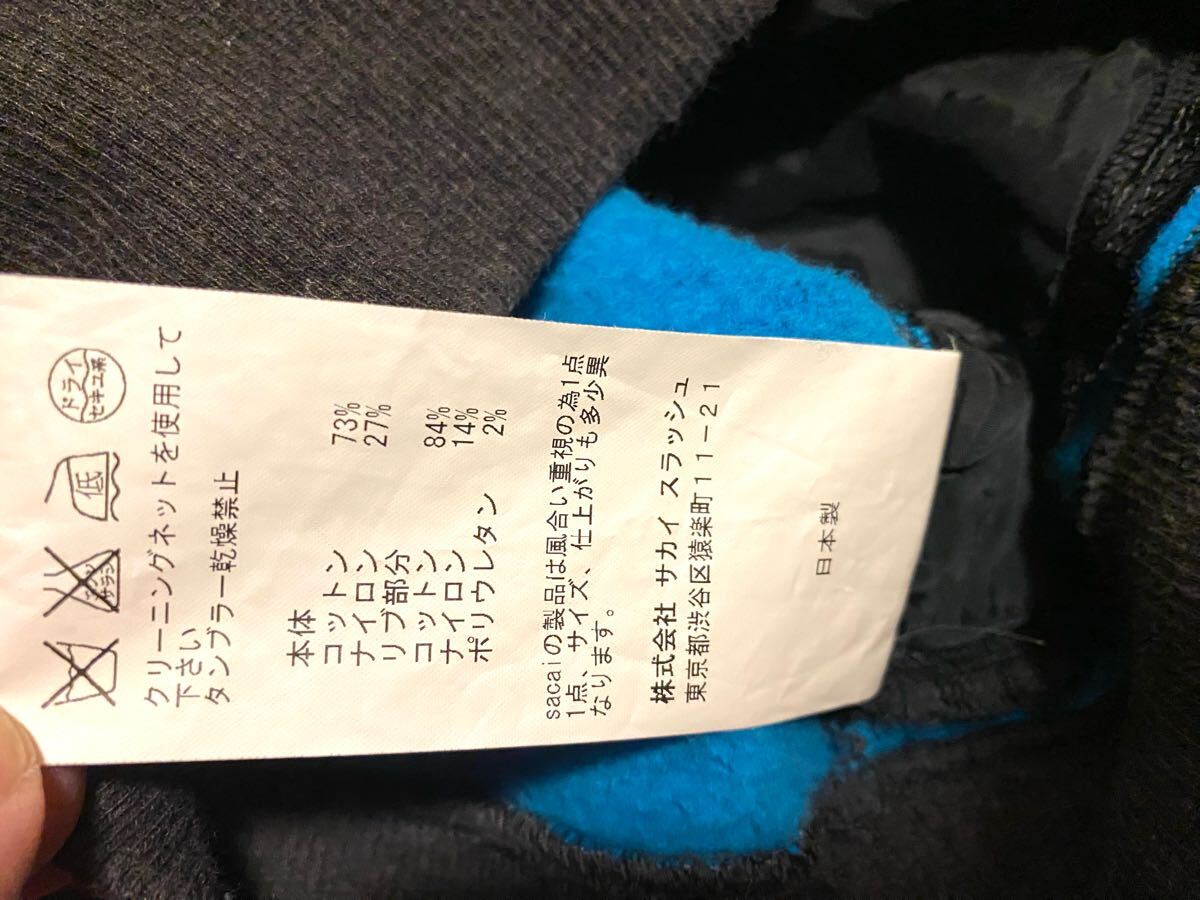 エンソサラシ
低
ドライ
セキユ系
クリーニングネットを使用して
下さい
タンブラー乾燥禁止
本体
コットン 73%
ナイロン 27%
リブ部分
コットン 84%
ナイロン 14%
ポリウレタン 2%
sacaiの製品は風合い重視の為1点
1点、サイズ、仕上がりも多少異
なります。
株式会社 サカイ スラッシュ
東京都渋谷区猿楽町11-21
日本製